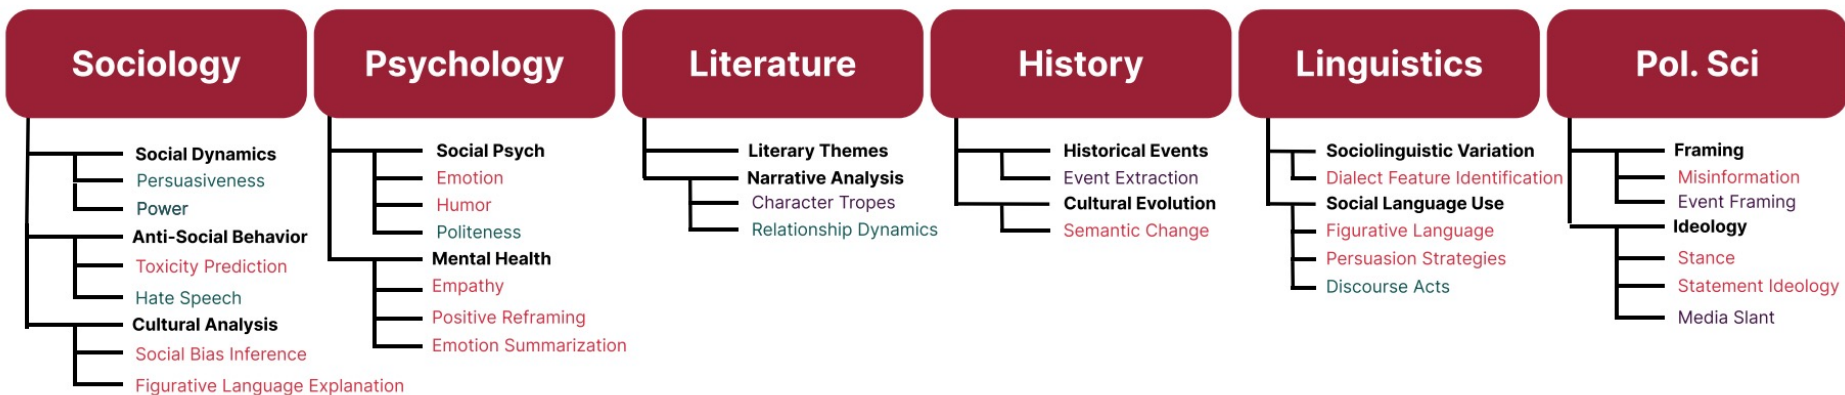 Sociology
Social Dynamics
Persuasiveness
Power
Anti-Social Behavior
Toxicity Prediction
Hate Speech
Cultural Analysis
Social Bias Inference
Figurative Language Explanation
Psychology
Social Psych
Emotion
Humor
Politeness
Mental Health
Empathy
Positive Reframing
Emotion Summarization
Literature
Literary Themes
Narrative Analysis
Character Tropes
Relationship Dynamics
History
Historical Events
Event Extraction
Cultural Evolution
Semantic Change
Linguistics
Sociolinguistic Variation
Dialect Feature Identification
Social Language Use
Figurative Language
Persuasion Strategies
Discourse Acts
Pol. Sci
Framing
Misinformation
Event Framing
Ideology
Stance
Statement Ideology
Media Slant